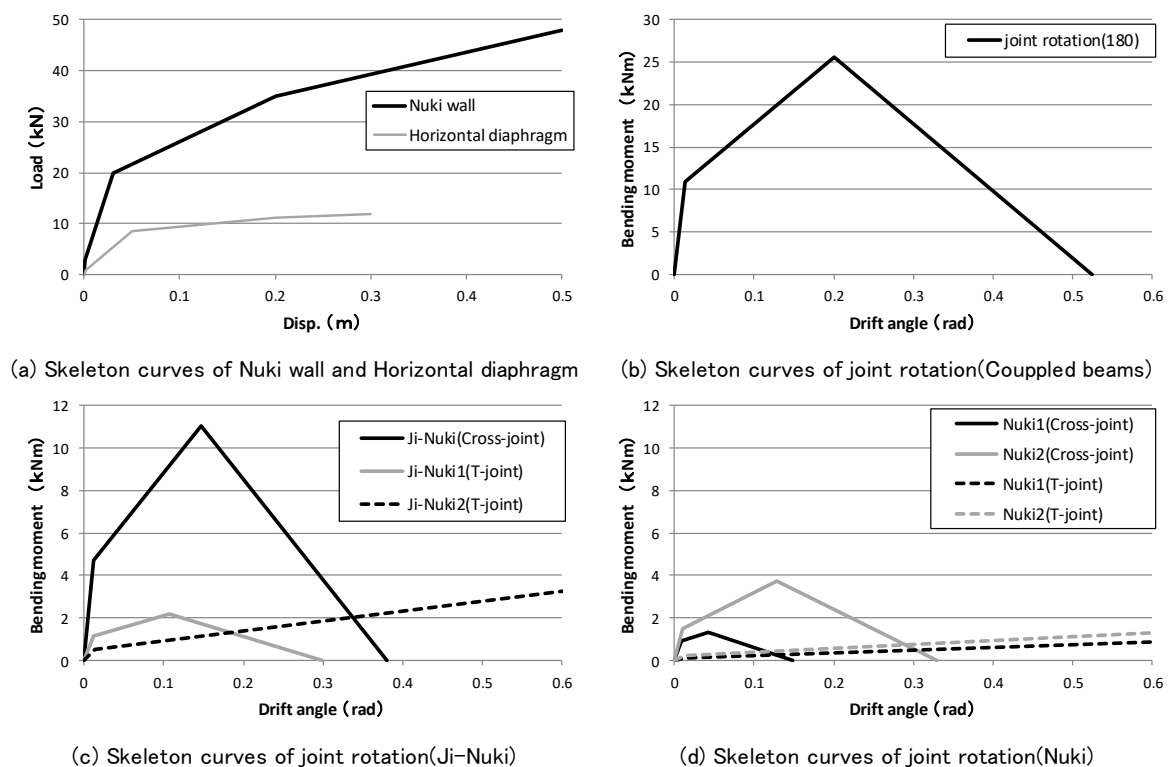 50
40
30
20
10
0
Load (kN)
Nuki wall
Horizontal diaphragm
0 0.1 0.2 0.3 0.4 0.5
Disp. (m)
(a) Skeleton curves of Nuki wall and Horizontal diaphragm
30
25
20
15
10
5
0
Bending moment (kNm)
joint rotation(180)
0 0.1 0.2 0.3 0.4 0.5 0.6
Drift angle (rad)
(b) Skeleton curves of joint rotation(Couppled beams)
12
10
8
6
4
2
0
Bending moment (kNm)
Ji-Nuki(Cross-joint)
Ji-Nuki1(T-joint)
Ji-Nuki2(T-joint)
0 0.1 0.2 0.3 0.4 0.5 0.6
Drift angle (rad)
(c) Skeleton curves of joint rotation(Ji-Nuki)
12
10
8
6
4
2
0
Bending moment (kNm)
Nuki1(Cross-joint)
Nuki2(Cross-joint)
Nuki1(T-joint)
Nuki2(T-joint)
0 0.1 0.2 0.3 0.4 0.5 0.6
Drift angle (rad)
(d) Skeleton curves of joint rotation(Nuki)